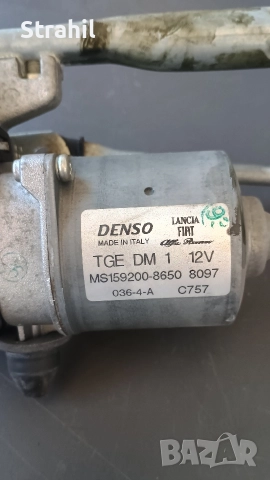 Strahil
DENSO
MADE IN ITALY
LANCIA
FIAT
Alfa Romeo
TGE DM 1 12V
MS159200-8650 8097
036-4-A C757
BAZAR